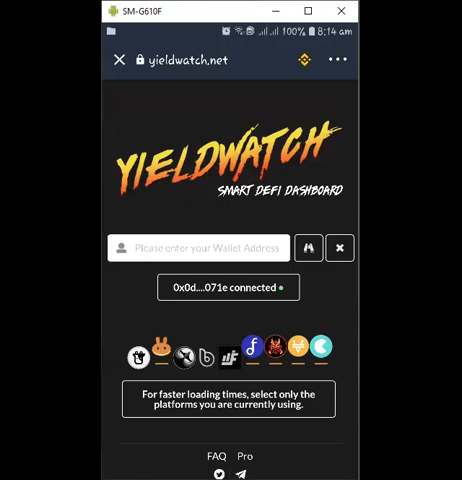 SM-G610F
100% 8:14 am
yieldwatch.net
YIELDWATCH
SMART DEFI DASHBOARD
Please enter your Wallet Address
0x0d....071e connected
For faster loading times, select only the
platforms you are currently using.
FAQ Pro